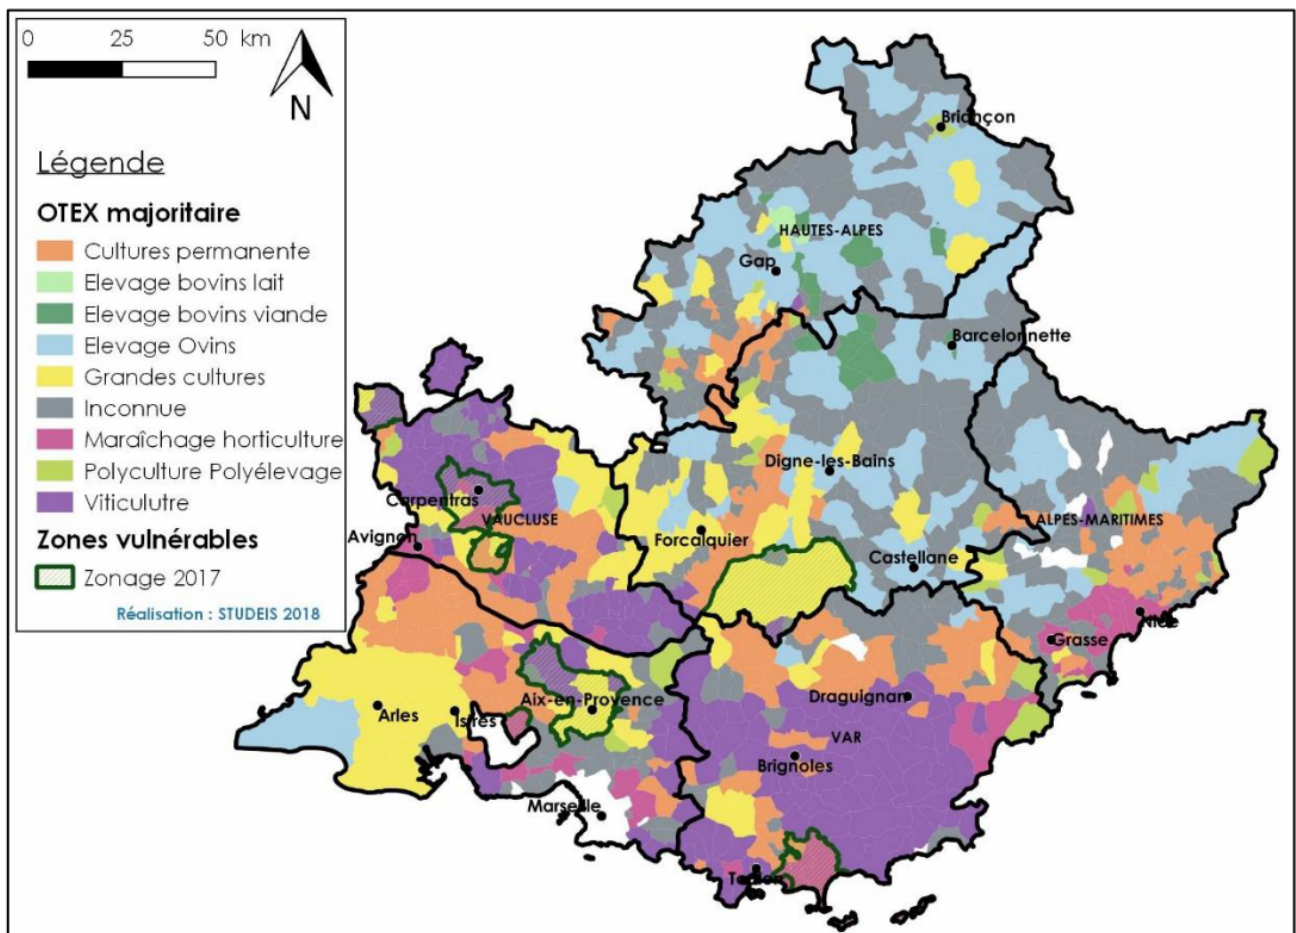 0 25 50 km
N
Légende
OTEX majoritaire
Cultures permanente
Elevage bovins lait
Elevage bovins viande
Elevage Ovins
Grandes cultures
Inconnue
Maraîchage horticulture
Polyculture Polyélevage
Viticulutre
Zones vulnérables
Zonage 2017
Réalisation : STUDEIS 2018
Briançon
HAUTES-ALPES
Gap
Barcelonnette
Digne-les-Bains
Carpentras
VAUCLUSE
ALPES-MARITIMES
Avignon
Forcalquier
Castellane
Nice
Grasse
Draguignan
Aix-en-Provence
Arles
Istres
VAR
Brignoles
Marseille
Toulon